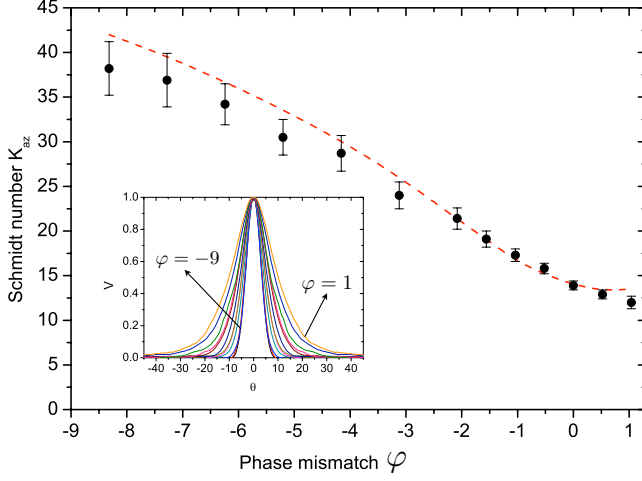 45
40
35
30
25
20
15
10
5
0
Schmidt number K_az
-9 -8 -7 -6 -5 -4 -3 -2 -1 0 1
Phase mismatch φ
1.0
0.8
0.6
0.4
0.2
0.0
V
φ = −9
φ = 1
-40 -30 -20 -10 0 10 20 30 40
θ